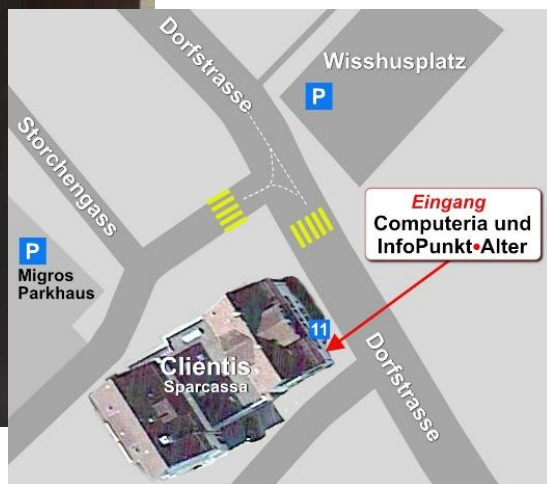 Dorfstrasse
Wisshusplatz
P
Storchengass
Eingang
Computeria und
InfoPunkt•Alter
P
Migros
Parkhaus
11
Clientis
Sparcassa
Dorfstrasse